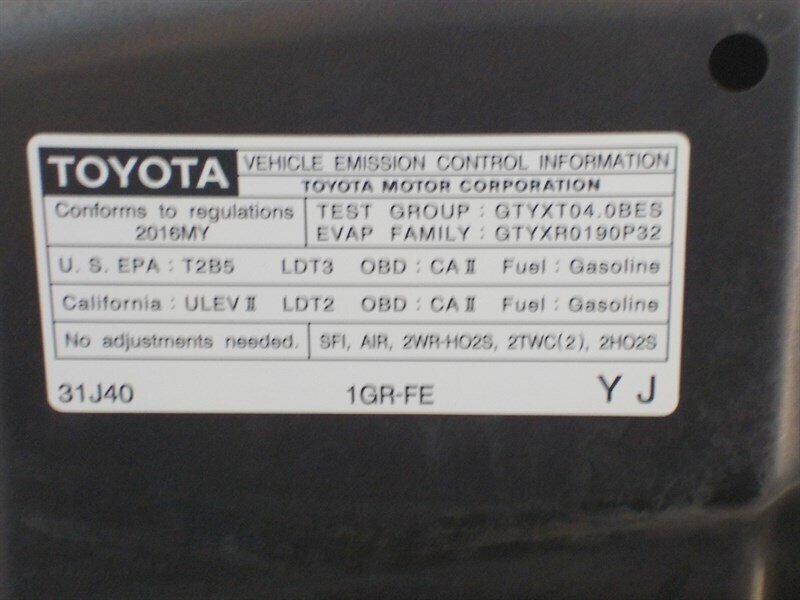 TOYOTA VEHICLE EMISSION CONTROL INFORMATION
TOYOTA MOTOR CORPORATION
Conforms to regulations
2016MY
TEST GROUP : GTYXT04.0BES
EVAP FAMILY : GTYXR0190P32
U. S. EPA : T2B5 LDT3 OBD : CA II Fuel : Gasoline
California : ULEV II LDT2 OBD : CA II Fuel : Gasoline
No adjustments needed. SFI, AIR, 2WR-HO2S, 2TWC(2), 2HO2S
31J40 1GR-FE Y J